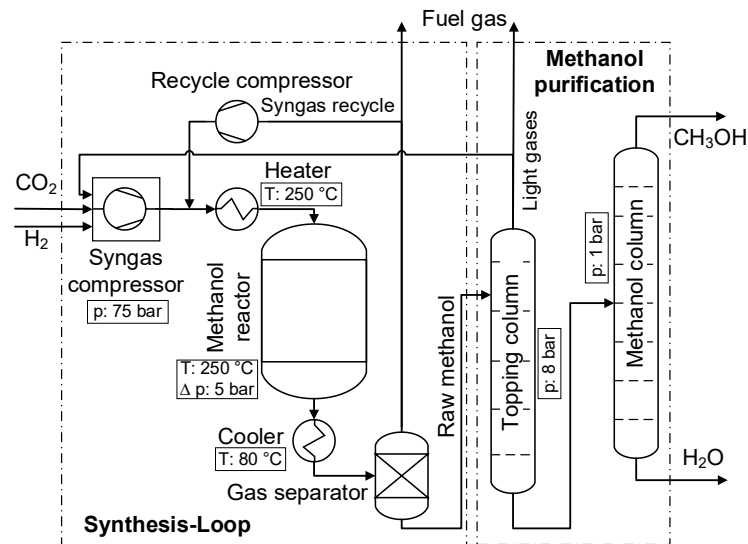 Fuel gas
Methanol
purification
Recycle compressor
Syngas recycle
Heater
T: 250 °C
Light gases
CH₃OH
CO₂
H₂
Syngas
compressor
p: 75 bar
Methanol
reactor
T: 250 °C
Δ p: 5 bar
Cooler
T: 80 °C
Gas separator
Raw methanol
Topping column
p: 8 bar
p: 1 bar
Methanol column
H₂O
Synthesis-Loop